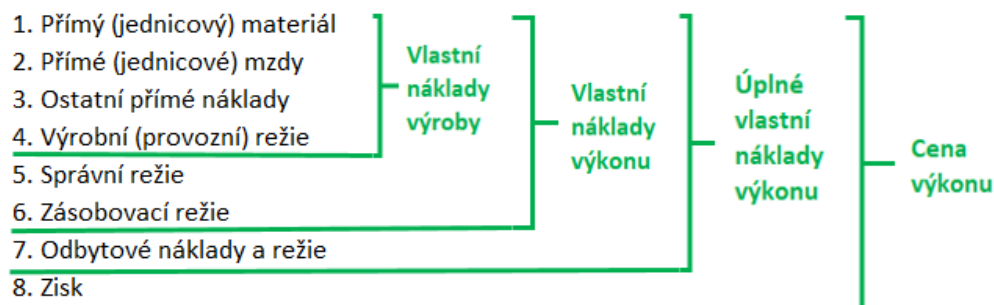 1. Přímý (jednicový) materiál
2. Přímé (jednicové) mzdy
3. Ostatní přímé náklady
4. Výrobní (provozní) režie
5. Správní režie
6. Zásobovací režie
7. Odbytové náklady a režie
8. Zisk
Vlastní
náklady
výroby
Vlastní
náklady
výkonu
Úplné
vlastní
náklady
výkonu
Cena
výkonu